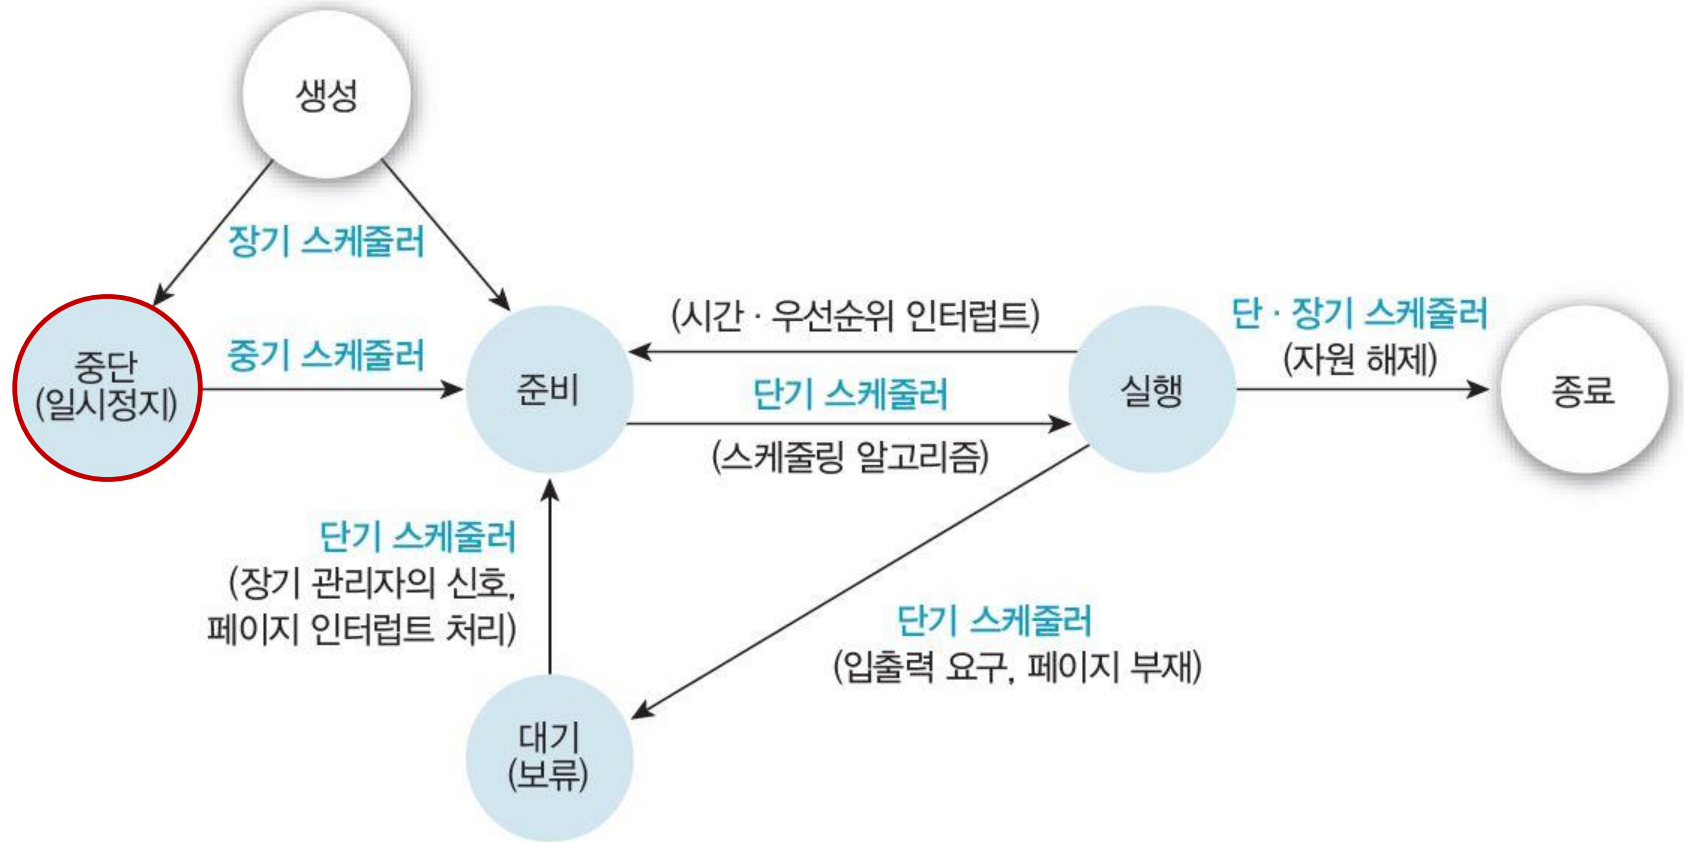 생성
장기 스케줄러
중단
(일시정지)
중기 스케줄러
준비
(시간 · 우선순위 인터럽트)
단기 스케줄러
(스케줄링 알고리즘)
실행
단 · 장기 스케줄러
(자원 해제)
종료
단기 스케줄러
(장기 관리자의 신호,
페이지 인터럽트 처리)
단기 스케줄러
(입출력 요구, 페이지 부재)
대기
(보류)